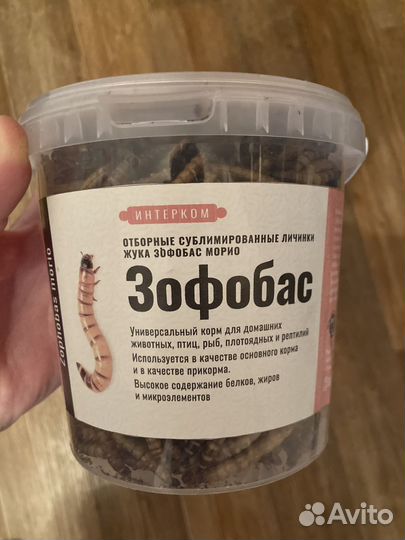 ИНТЕРКОМ
ОТБОРНЫЕ СУБЛИМИРОВАННЫЕ ЛИЧИНКИ
ЖУКА ЗОФОБАС МОРИО
Зофобас
Универсальный корм для домашних
животных, птиц, рыб, плотоядных и рептилий
Используется в качестве основного корма
и в качестве прикорма.
Высокое содержание белков, жиров
и микроэлементов
Zophobas morio
Avito